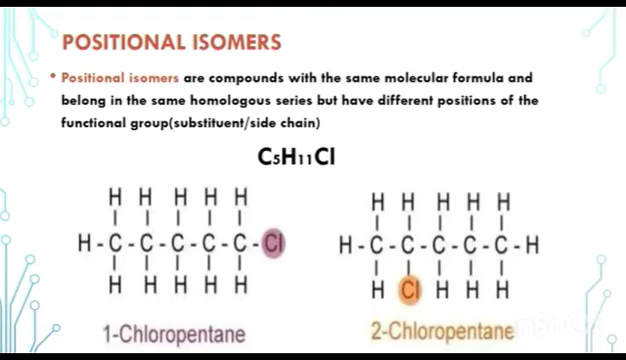 POSITIONAL ISOMERS
• Positional isomers are compounds with the same molecular formula and
belong in the same homologous series but have different positions of the
functional group(substituent/side chain)
C₅H₁₁Cl
H H H H H
H H H H H
H-C-C-C-C-C-Cl
H-C-C-C-C-C-H
H H H H H
H Cl H H H
1-Chloropentane
2-Chloropentane